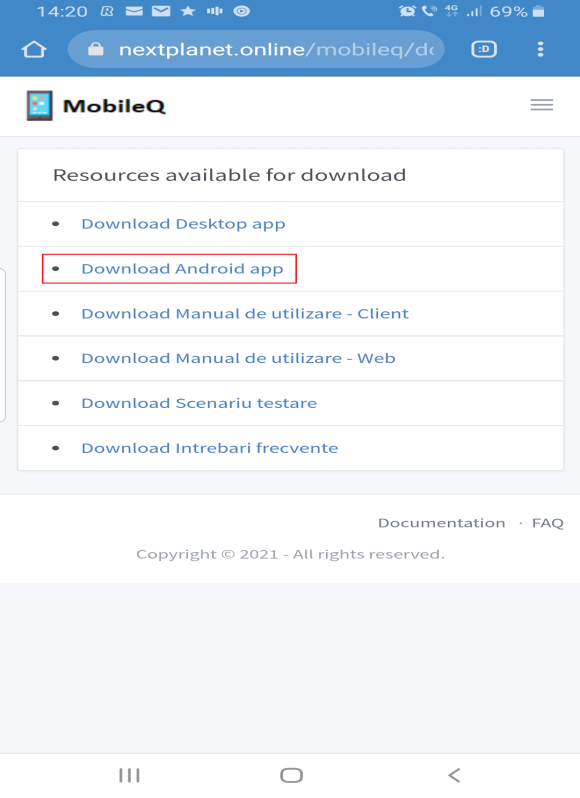 14:20
4G
69%
nextplanet.online/mobileq/d
:D
MobileQ
Resources available for download
Download Desktop app
Download Android app
Download Manual de utilizare - Client
Download Manual de utilizare - Web
Download Scenariu testare
Download Intrebari frecvente
Documentation · FAQ
Copyright © 2021 - All rights reserved.